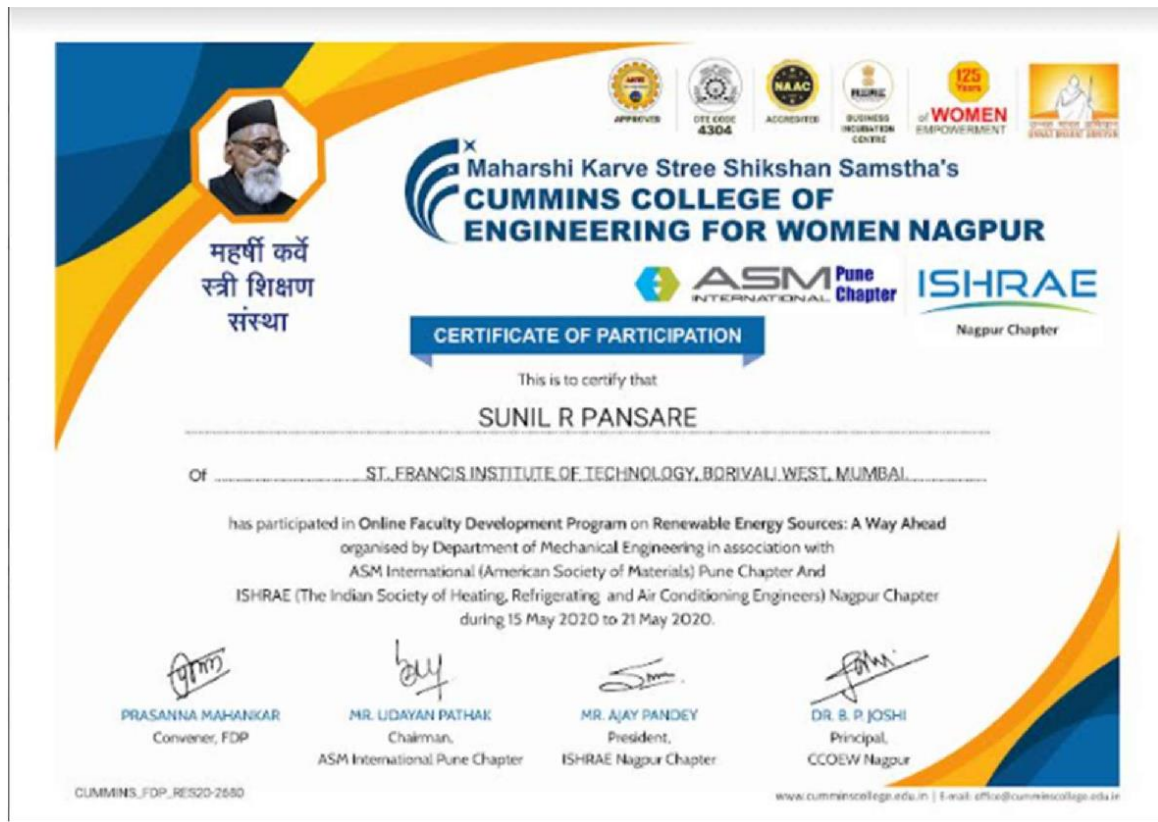 APPROVED
DTE CODE
4304
NAAC
ACCREDITED
BUSINESS
INCUBATION
CENTRE
125
Years
of WOMEN
EMPOWERMENT
Maharshi Karve Stree Shikshan Samstha's
CUMMINS COLLEGE OF
ENGINEERING FOR WOMEN NAGPUR
महर्षी कर्वे
स्त्री शिक्षण
संस्था
ASM Pune
INTERNATIONAL Chapter
ISHRAE
Nagpur Chapter
CERTIFICATE OF PARTICIPATION
This is to certify that
SUNIL R PANSARE
Of ST. FRANCIS INSTITUTE OF TECHNOLOGY, BORIVALI WEST, MUMBAI.
has participated in Online Faculty Development Program on Renewable Energy Sources: A Way Ahead
organised by Department of Mechanical Engineering in association with
ASM International (American Society of Materials) Pune Chapter And
ISHRAE (The Indian Society of Heating, Refrigerating and Air Conditioning Engineers) Nagpur Chapter
during 15 May 2020 to 21 May 2020.
PRASANNA MAHANKAR
Convener, FDP
MR. UDAYAN PATHAK
Chairman,
ASM International Pune Chapter
MR. AJAY PANDEY
President,
ISHRAE Nagpur Chapter
DR. B. P. JOSHI
Principal,
CCOEW Nagpur
CUMMINS_FDP_RES20-2680
www.cumminscollege.edu.in | E-mail: office@cumminscollege.edu.in